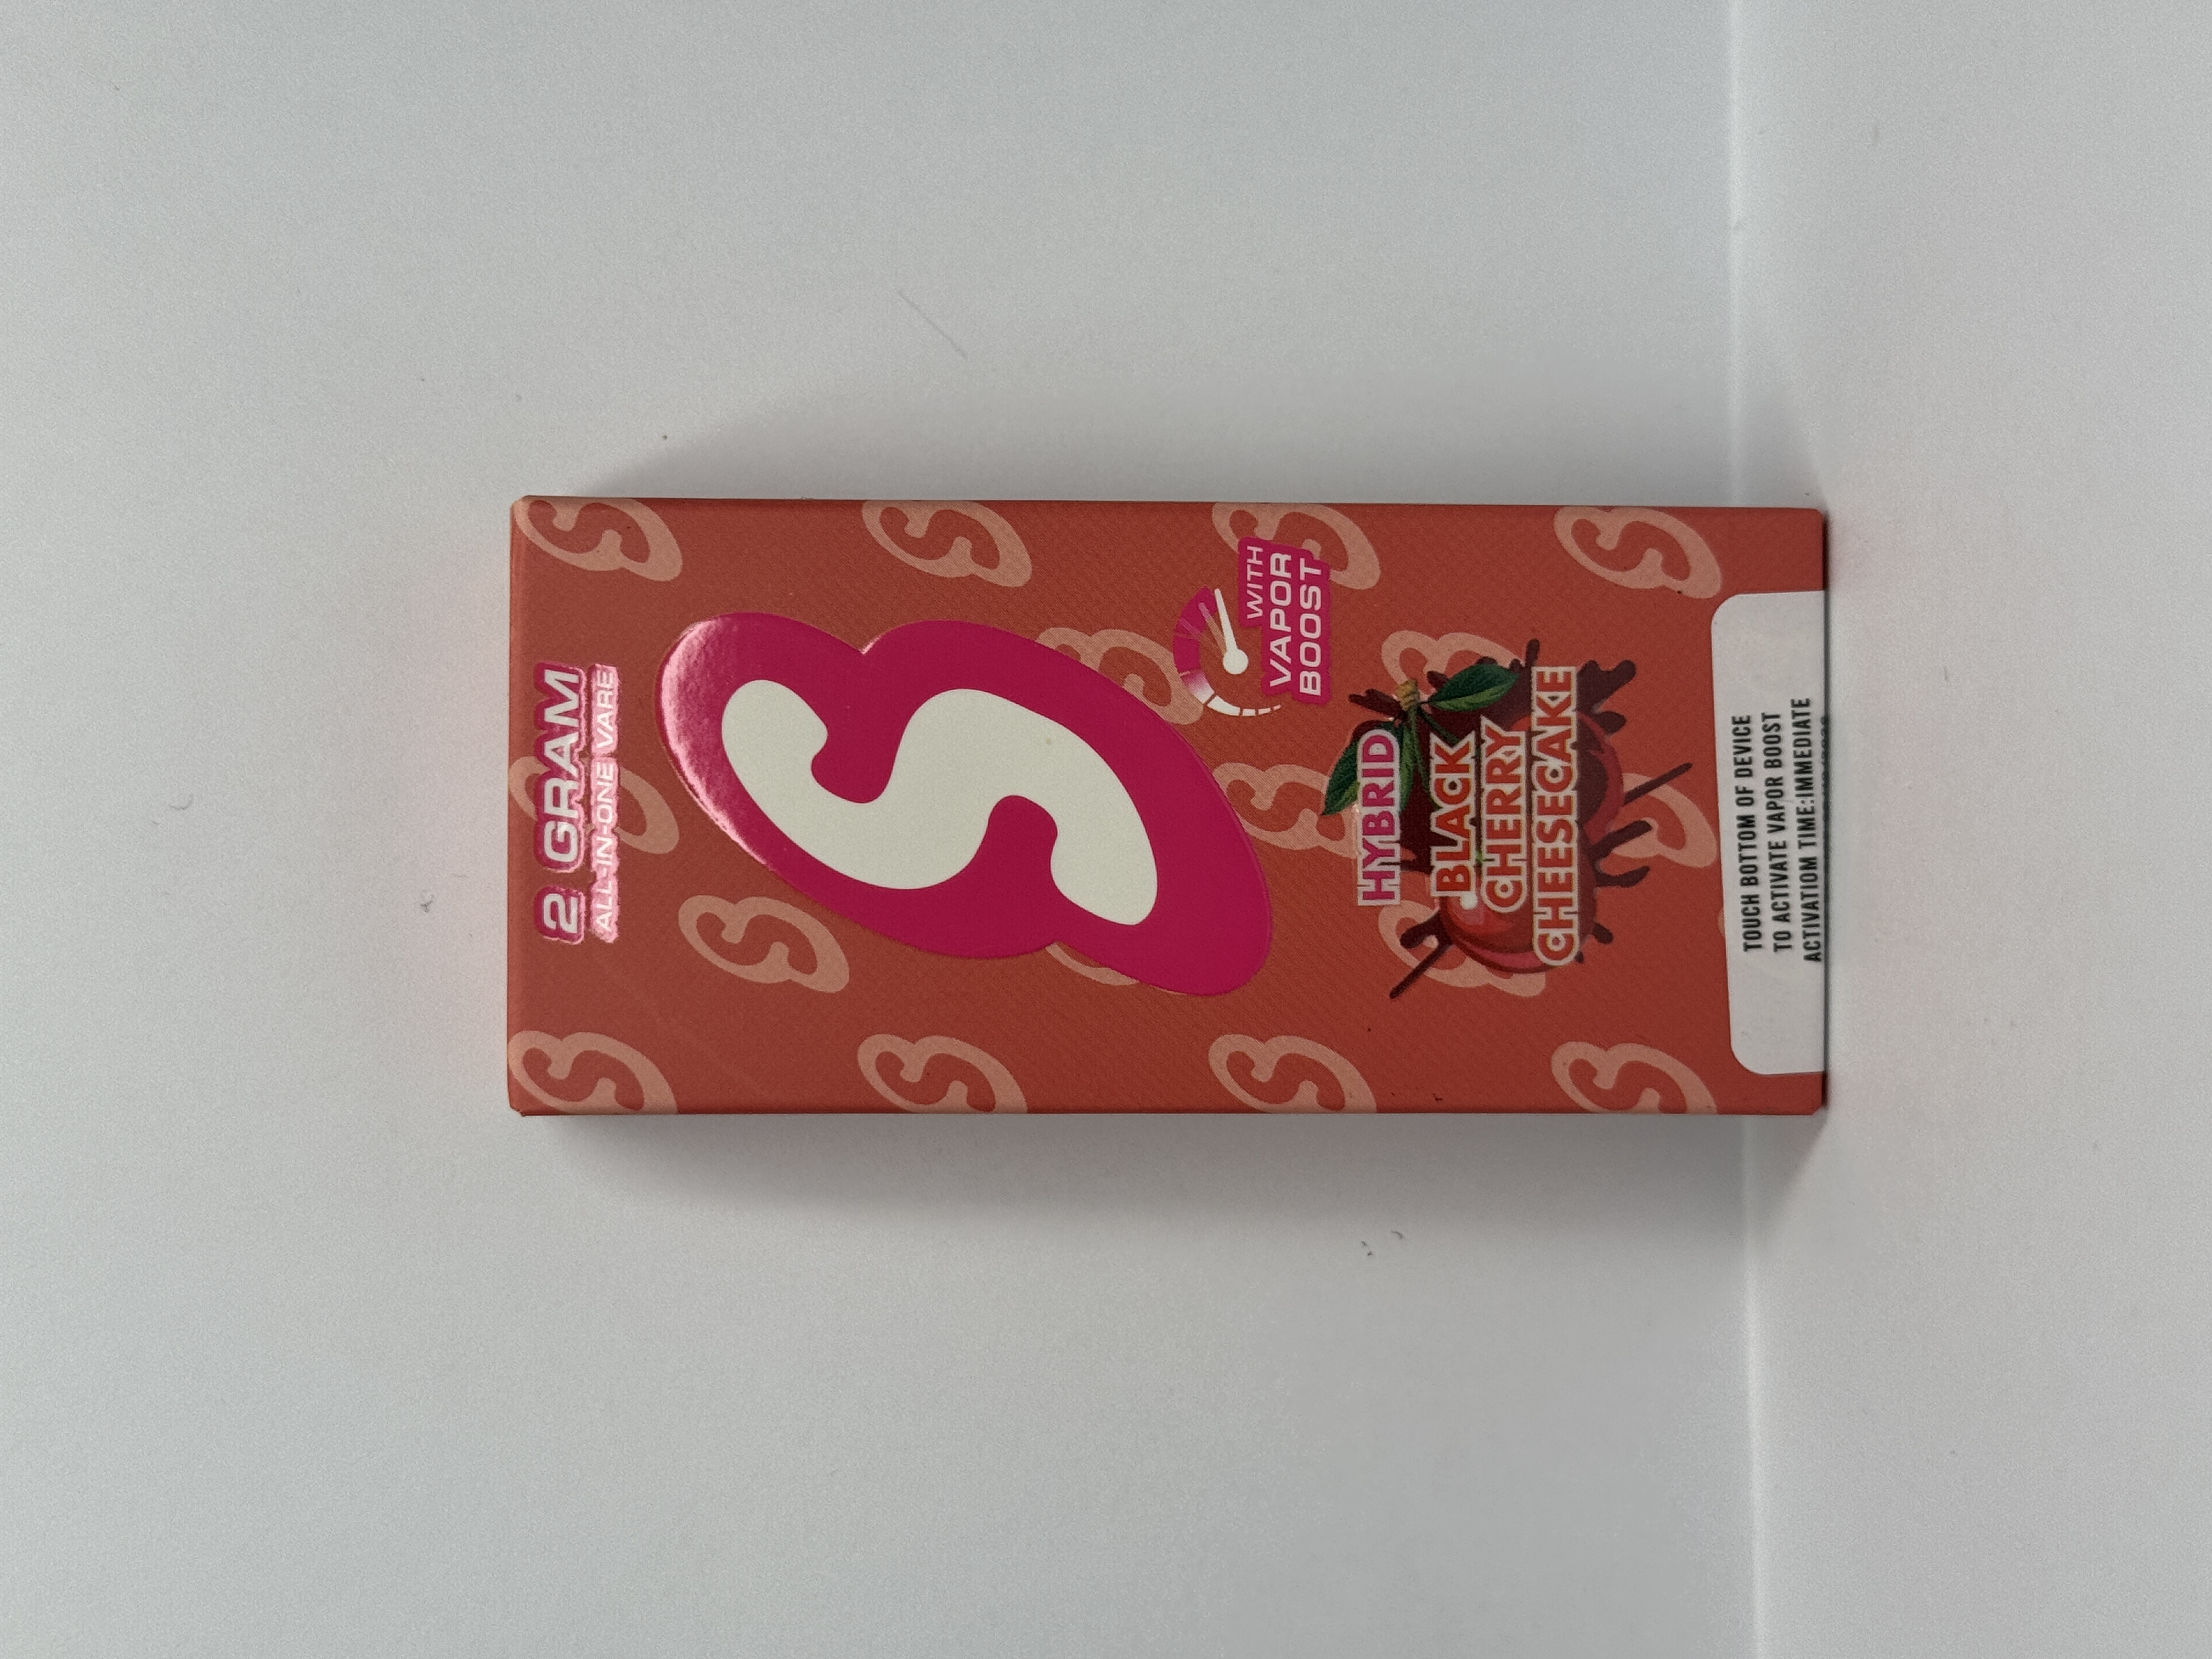 2 GRAM
ALL-IN-ONE VAPE
S
WITH
VAPOR
BOOST
HYBRID
BLACK
CHERRY
CHEESECAKE
TOUCH BOTTOM OF DEVICE
TO ACTIVATE VAPOR BOOST
ACTIVATION TIME:IMMEDIATE